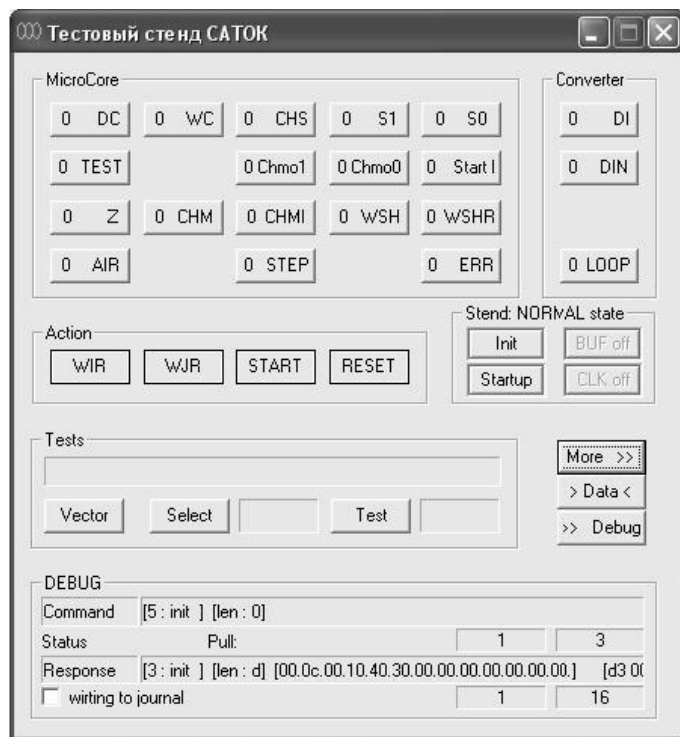 Тестовый стенд САТОК
MicroCore
Converter
0 DC 0 WC 0 CHS 0 S1 0 S0 0 DI
0 TEST 0 Chmo1 0 Chmo0 0 Start I 0 DIN
0 Z 0 CHM 0 CHMI 0 WSH 0 WSHR
0 AIR 0 STEP 0 ERR 0 LOOP
Stend: NORMAL state
Action
Init BUF off
WIR WJR START RESET
Startup CLK off
Tests
More >>
> Data <
Vector Select Test
>> Debug
DEBUG
Command [5 : init ] [len : 0]
Status Pull: 1 3
Response [3 : init ] [len : d] [00.0c.00.10.40.30.00.00.00.00.00.00.00.] [d3
wirting to journal 1 16